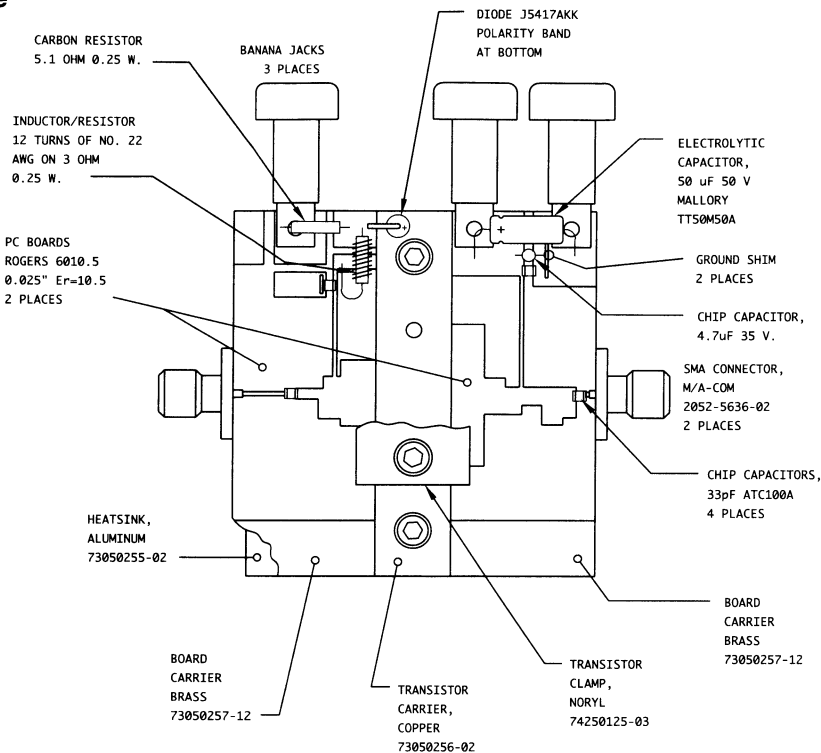 DIODE J5417AKK
POLARITY BAND
AT BOTTOM
CARBON RESISTOR
5.1 OHM 0.25 W.
BANANA JACKS
3 PLACES
INDUCTOR/RESISTOR
12 TURNS OF NO. 22
AWG ON 3 OHM
0.25 W.
ELECTROLYTIC
CAPACITOR,
50 uF 50 V
MALLORY
TT50M50A
PC BOARDS
ROGERS 6010.5
0.025" Er=10.5
2 PLACES
+
+
GROUND SHIM
2 PLACES
CHIP CAPACITOR,
4.7uF 35 V.
SMA CONNECTOR,
M/A-COM
2052-5636-02
2 PLACES
CHIP CAPACITORS,
33pF ATC100A
4 PLACES
HEATSINK,
ALUMINUM
73050255-02
BOARD
CARRIER
BRASS
73050257-12
BOARD
CARRIER
BRASS
73050257-12
TRANSISTOR
CARRIER,
COPPER
73050256-02
TRANSISTOR
CLAMP,
NORYL
74250125-03